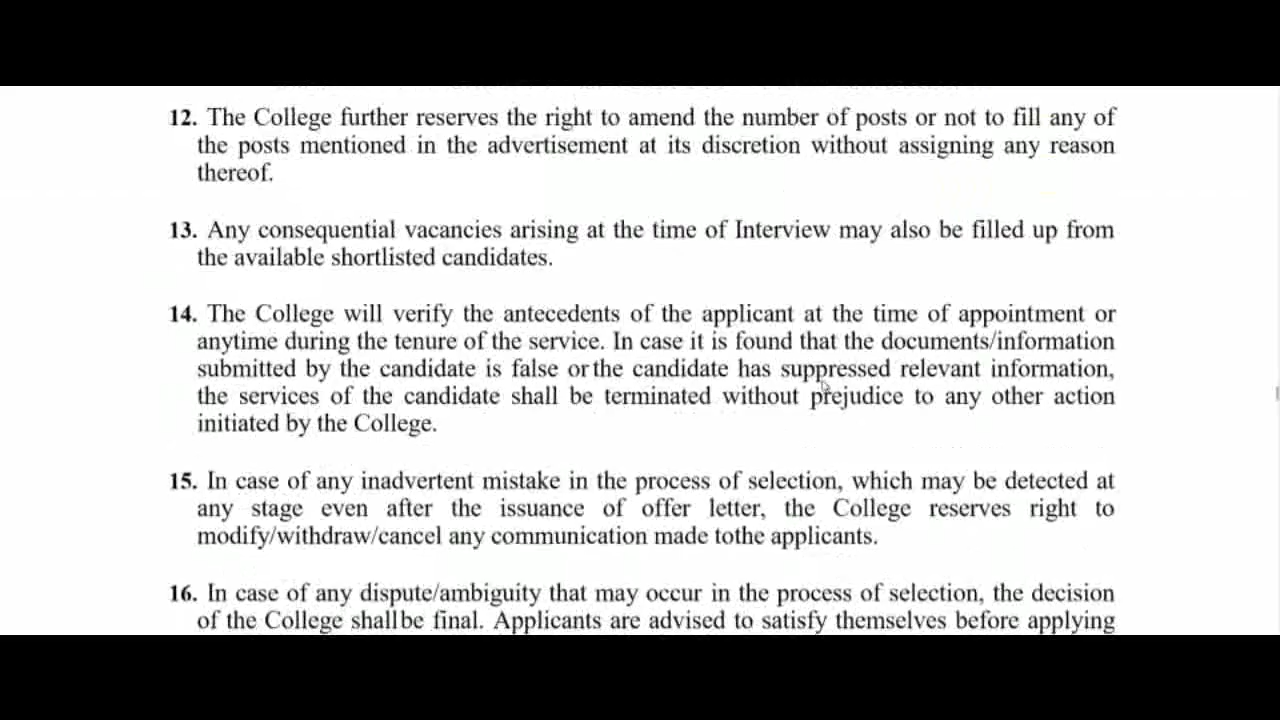 12. The College further reserves the right to amend the number of posts or not to fill any of
the posts mentioned in the advertisement at its discretion without assigning any reason
thereof.
13. Any consequential vacancies arising at the time of Interview may also be filled up from
the available shortlisted candidates.
14. The College will verify the antecedents of the applicant at the time of appointment or
anytime during the tenure of the service. In case it is found that the documents/information
submitted by the candidate is false or the candidate has suppressed relevant information,
the services of the candidate shall be terminated without prejudice to any other action
initiated by the College.
15. In case of any inadvertent mistake in the process of selection, which may be detected at
any stage even after the issuance of offer letter, the College reserves right to
modify/withdraw/cancel any communication made tothe applicants.
16. In case of any dispute/ambiguity that may occur in the process of selection, the decision
of the College shallbe final. Applicants are advised to satisfy themselves before applying